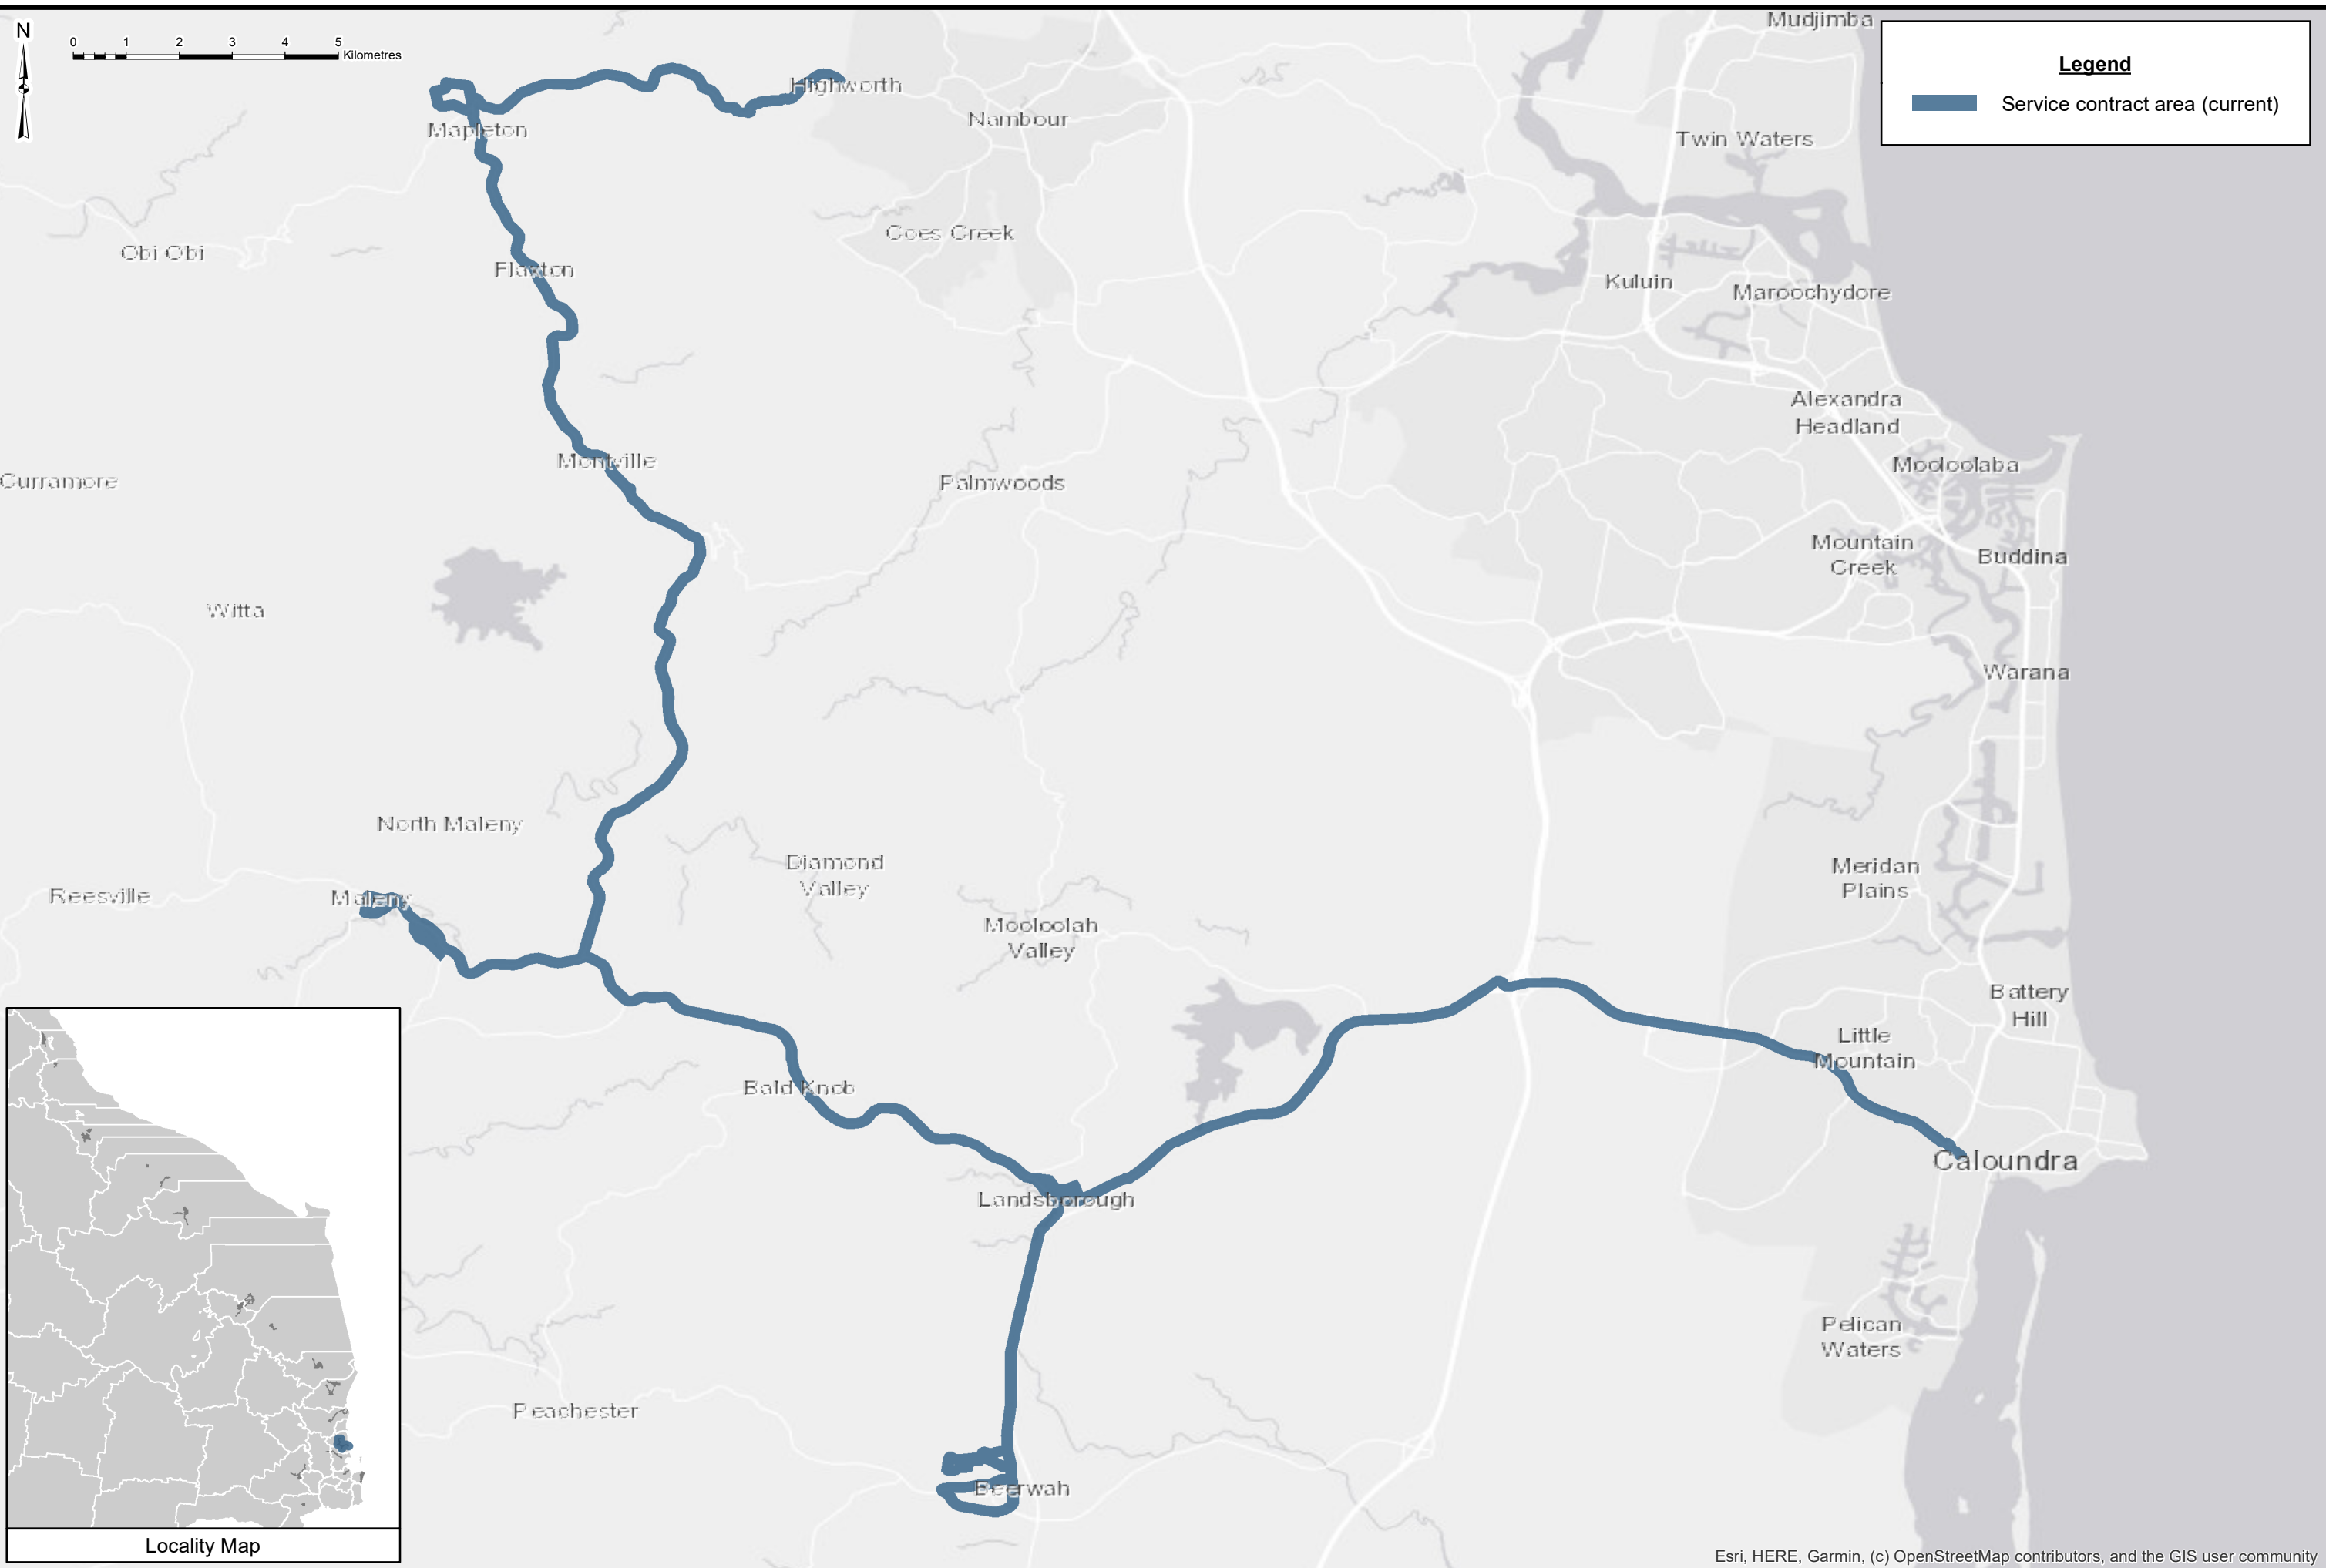 N
0 1 2 3 4 5
Kilometres
Legend
Service contract area (current)
Mudjimba
Highworth
Nambour
Mapleton
Twin Waters
Coes Creek
Obi Obi
Flaxton
Kuluin
Maroochydore
Alexandra
Headland
Montville
Mooloolaba
Curramore
Palmwoods
Mountain
Creek
Buddina
Witta
Warana
North Maleny
Diamond
Valley
Meridan
Plains
Reesville
Maleny
Mooloolah
Valley
Battery
Hill
Little
Mountain
Bald Knob
Caloundra
Landsborough
Pelican
Waters
Peachester
Beerwah
Locality Map
Esri, HERE, Garmin, (c) OpenStreetMap contributors, and the GIS user community